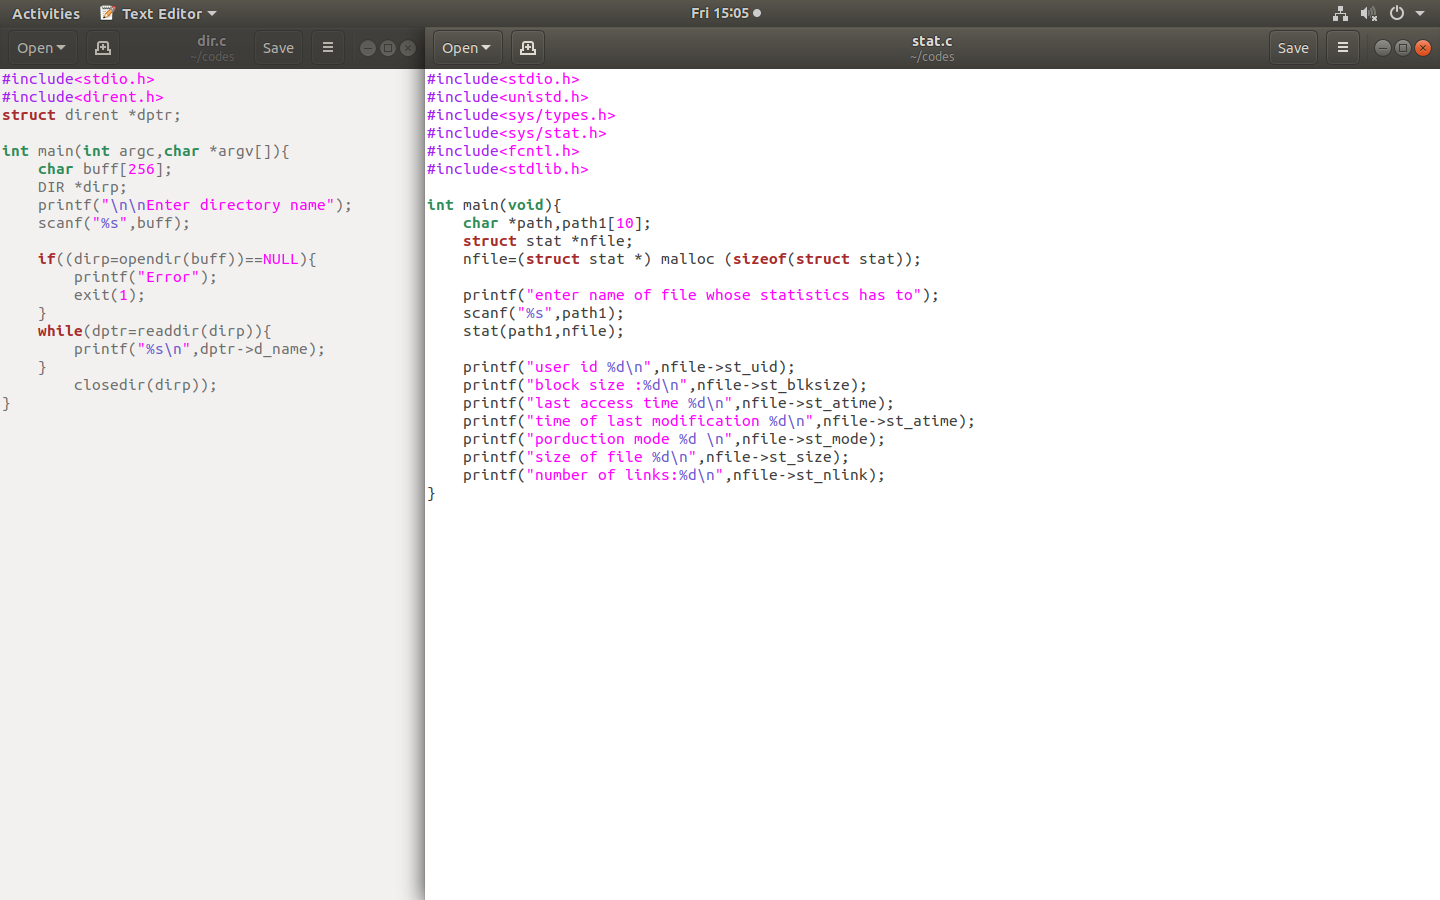 Activities Text Editor Fri 15:05
Open dir.c ~/codes Save
#include<stdio.h>
#include<dirent.h>
struct dirent *dptr;

int main(int argc,char *argv[]){
    char buff[256];
    DIR *dirp;
    printf("\n\nEnter directory name");
    scanf("%s",buff);

    if((dirp=opendir(buff))==NULL){
        printf("Error");
        exit(1);
    }
    while(dptr=readdir(dirp)){
        printf("%s\n",dptr->d_name);
    }
        closedir(dirp));
}
Open stat.c ~/codes Save
#include<stdio.h>
#include<unistd.h>
#include<sys/types.h>
#include<sys/stat.h>
#include<fcntl.h>
#include<stdlib.h>

int main(void){
    char *path,path1[10];
    struct stat *nfile;
    nfile=(struct stat *) malloc (sizeof(struct stat));

    printf("enter name of file whose statistics has to");
    scanf("%s",path1);
    stat(path1,nfile);

    printf("user id %d\n",nfile->st_uid);
    printf("block size :%d\n",nfile->st_blksize);
    printf("last access time %d\n",nfile->st_atime);
    printf("time of last modification %d\n",nfile->st_atime);
    printf("porduction mode %d \n",nfile->st_mode);
    printf("size of file %d\n",nfile->st_size);
    printf("number of links:%d\n",nfile->st_nlink);
}